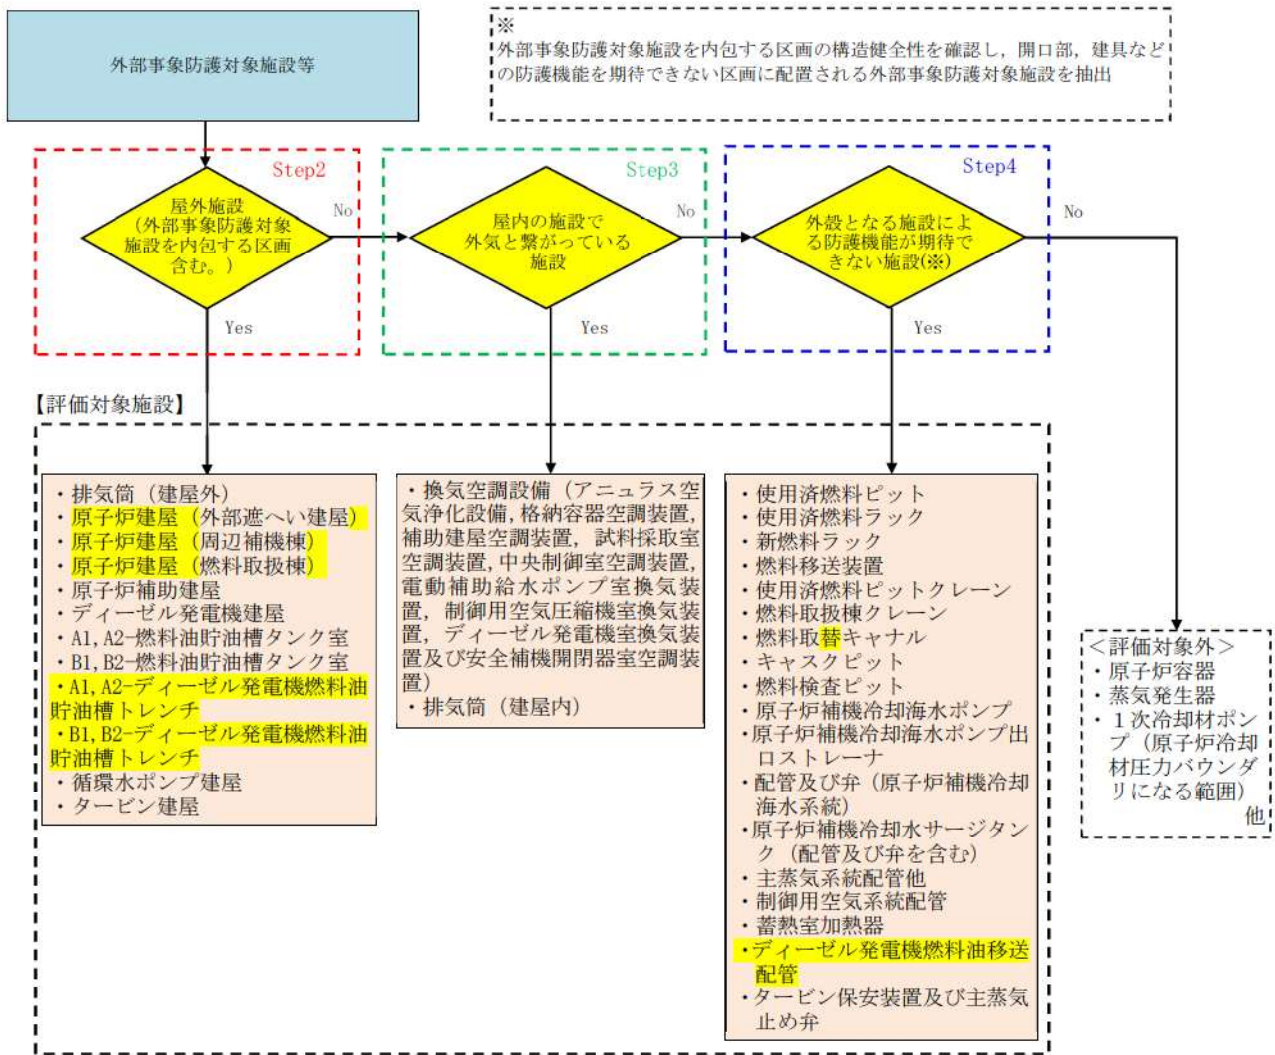 外部事象防護対象施設等
※
外部事象防護対象施設を内包する区画の構造健全性を確認し，開口部，建具など
の防護機能を期待できない区画に配置される外部事象防護対象施設を抽出
Step2
屋外施設
（外部事象防護対象
施設を内包する区画
含む。）
No
Yes
Step3
屋内の施設で
外気と繋がっている
施設
No
Yes
Step4
外殻となる施設によ
る防護機能が期待で
きない施設(※)
No
Yes
【評価対象施設】
・排気筒（建屋外）
・原子炉建屋（外部遮へい建屋）
・原子炉建屋（周辺補機棟）
・原子炉建屋（燃料取扱棟）
・原子炉補助建屋
・ディーゼル発電機建屋
・A1,A2-燃料油貯油槽タンク室
・B1,B2-燃料油貯油槽タンク室
・A1,A2-ディーゼル発電機燃料油
貯油槽トレンチ
・B1,B2-ディーゼル発電機燃料油
貯油槽トレンチ
・循環水ポンプ建屋
・タービン建屋
・換気空調設備（アニュラス空
気浄化設備，格納容器空調装置，
補助建屋空調装置，試料採取室
空調装置，中央制御室空調装置，
電動補助給水ポンプ室換気装
置，制御用空気圧縮機室換気装
置，ディーゼル発電機室換気装
置及び安全補機開閉器室空調装
置）
・排気筒（建屋内）
・使用済燃料ピット
・使用済燃料ラック
・新燃料ラック
・燃料移送装置
・使用済燃料ピットクレーン
・燃料取扱棟クレーン
・燃料取替キャナル
・キャスクピット
・燃料検査ピット
・原子炉補機冷却海水ポンプ
・原子炉補機冷却海水ポンプ出
ロストレーナ
・配管及び弁（原子炉補機冷却
海水系統）
・原子炉補機冷却水サージタン
ク（配管及び弁を含む）
・主蒸気系統配管他
・制御用空気系統配管
・蓄熱室加熱器
・ディーゼル発電機燃料油移送
配管
・タービン保安装置及び主蒸気
止め弁
＜評価対象外＞
・原子炉容器
・蒸気発生器
・１次冷却材ポン
プ（原子炉冷却
材圧力バウンダ
リになる範囲）
他